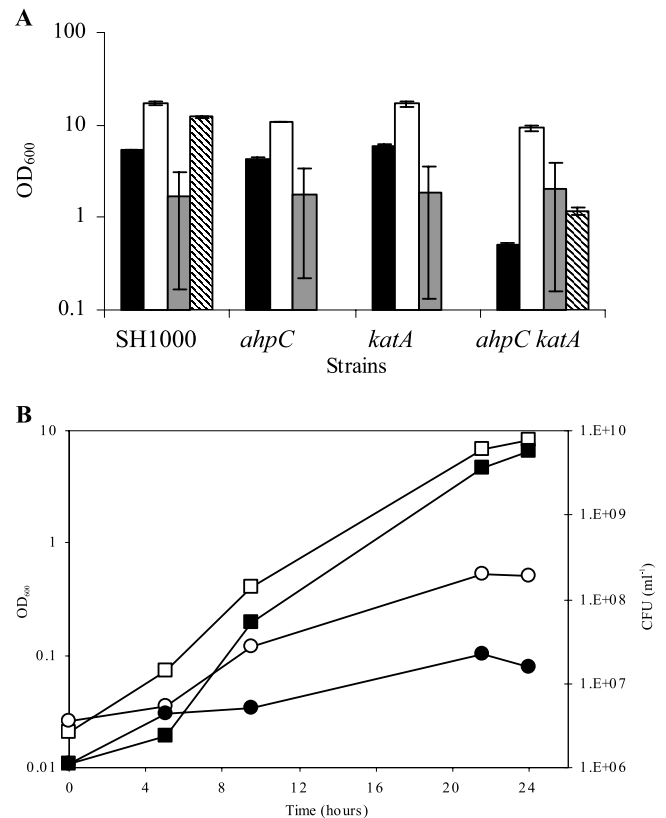 A
100
10
1
0.1
OD600
SH1000 ahpC katA ahpC katA
Strains
B
10
1
0.1
0.01
OD600
1.E+10
1.E+09
1.E+08
1.E+07
1.E+06
CFU (ml-1)
0 4 8 12 16 20 24
Time (hours)